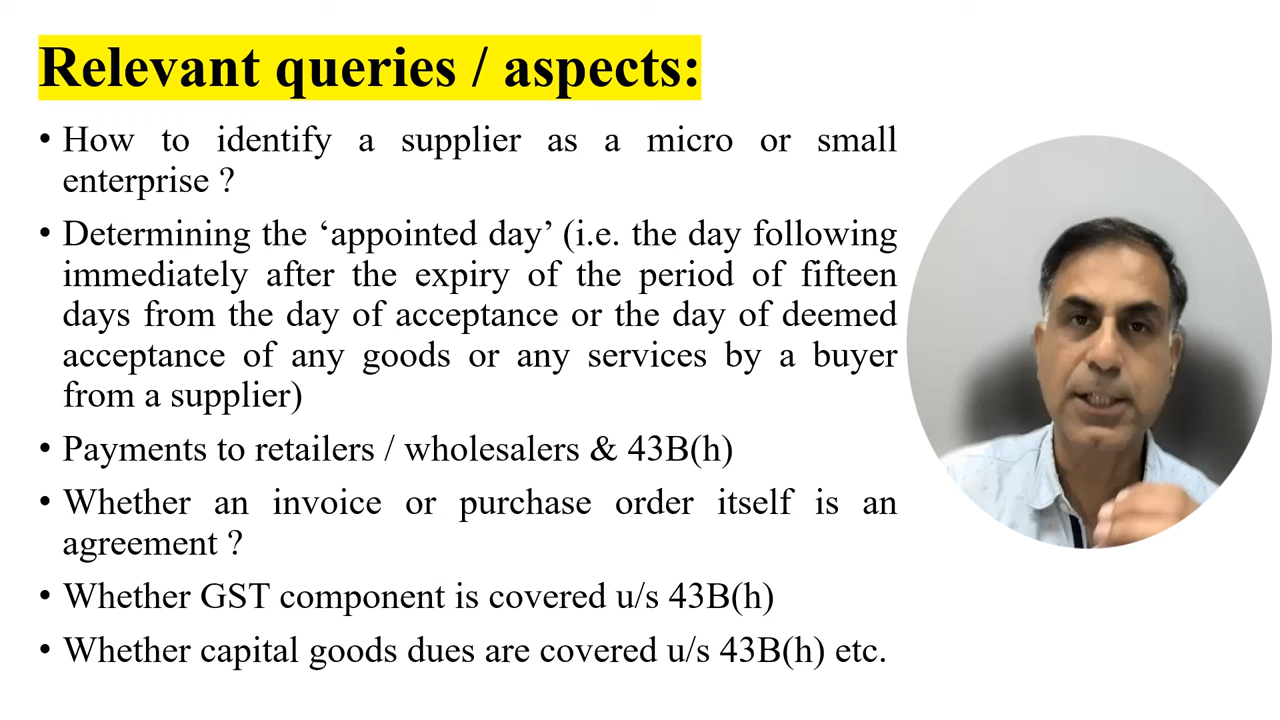 Relevant queries / aspects:
• How to identify a supplier as a micro or small
enterprise ?
• Determining the ‘appointed day’ (i.e. the day following
immediately after the expiry of the period of fifteen
days from the day of acceptance or the day of deemed
acceptance of any goods or any services by a buyer
from a supplier)
• Payments to retailers / wholesalers & 43B(h)
• Whether an invoice or purchase order itself is an
agreement ?
• Whether GST component is covered u/s 43B(h)
• Whether capital goods dues are covered u/s 43B(h) etc.